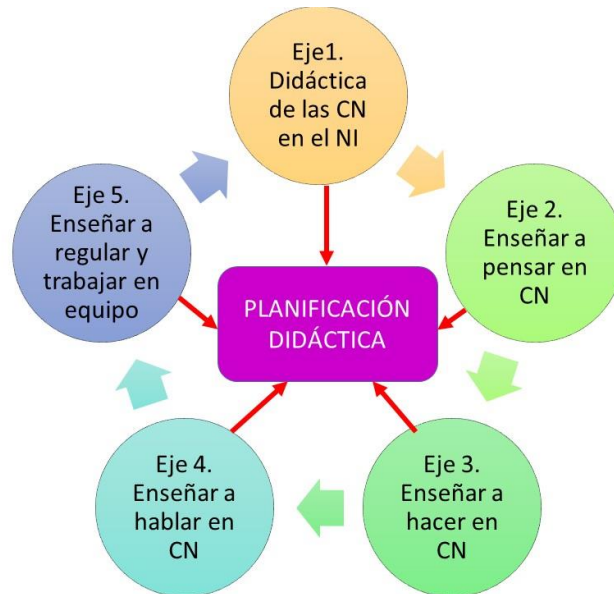 Eje1.
Didáctica
de las CN
en el NI
Eje 2.
Enseñar a
pensar en
CN
Eje 3.
Enseñar a
hacer en
CN
Eje 4.
Enseñar a
hablar en
CN
Eje 5.
Enseñar a
regular y
trabajar en
equipo
PLANIFICACIÓN
DIDÁCTICA